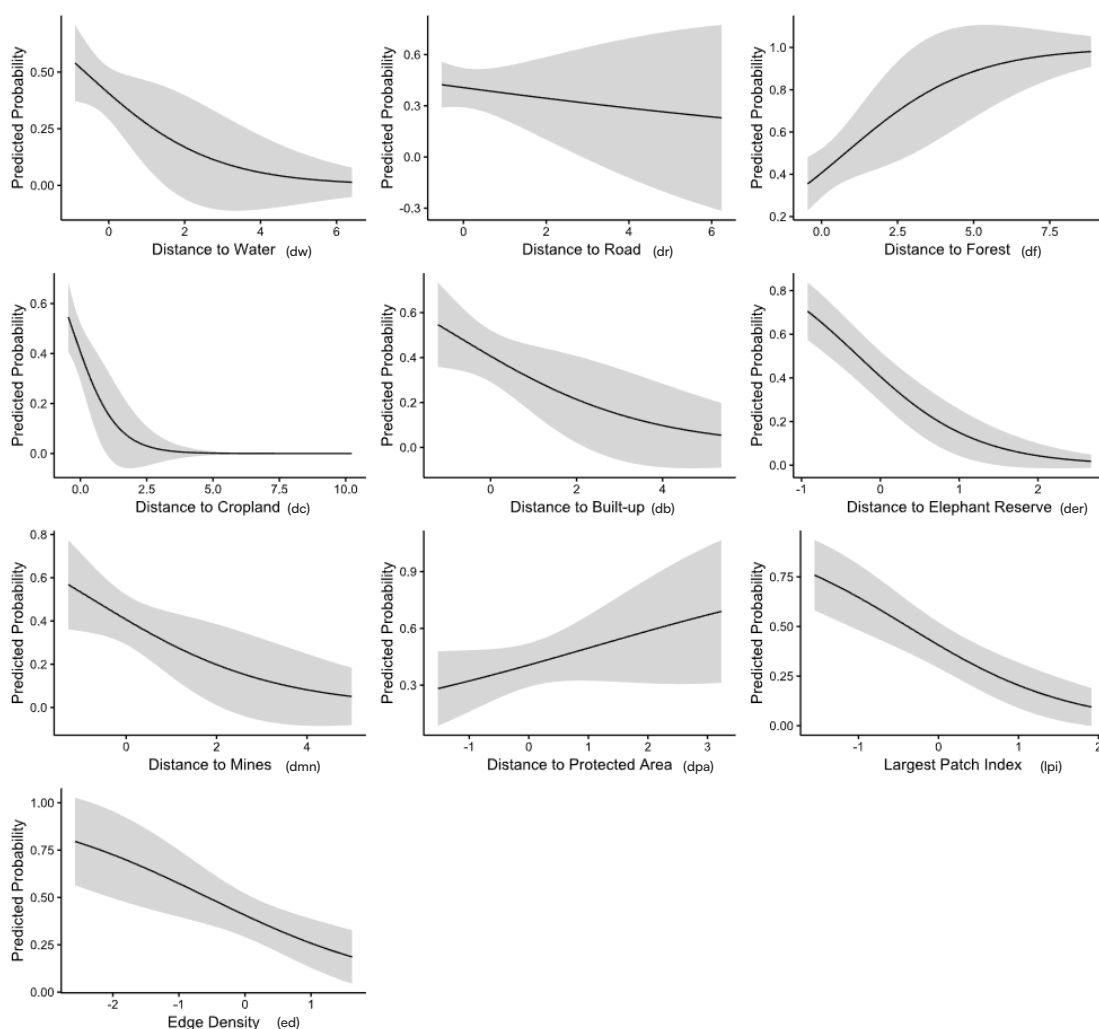 Predicted Probability
0.50
0.25
0.00
0 2 4 6
Distance to Water (dw)
Predicted Probability
0.6
0.3
0.0
-0.3
0 2 4 6
Distance to Road (dr)
Predicted Probability
1.0
0.8
0.6
0.4
0.2
0.0 2.5 5.0 7.5
Distance to Forest (df)
Predicted Probability
0.6
0.4
0.2
0.0
0.0 2.5 5.0 7.5 10.0
Distance to Cropland (dc)
Predicted Probability
0.6
0.4
0.2
0.0
0 2 4
Distance to Built-up (db)
Predicted Probability
0.8
0.6
0.4
0.2
0.0
-1 0 1 2
Distance to Elephant Reserve (der)
Predicted Probability
0.8
0.6
0.4
0.2
0.0
0 2 4
Distance to Mines (dmn)
Predicted Probability
0.9
0.6
0.3
-1 0 1 2 3
Distance to Protected Area (dpa)
Predicted Probability
0.75
0.50
0.25
0.00
-1 0 1 2
Largest Patch Index (lpi)
Predicted Probability
1.00
0.75
0.50
0.25
0.00
-2 -1 0 1
Edge Density (ed)